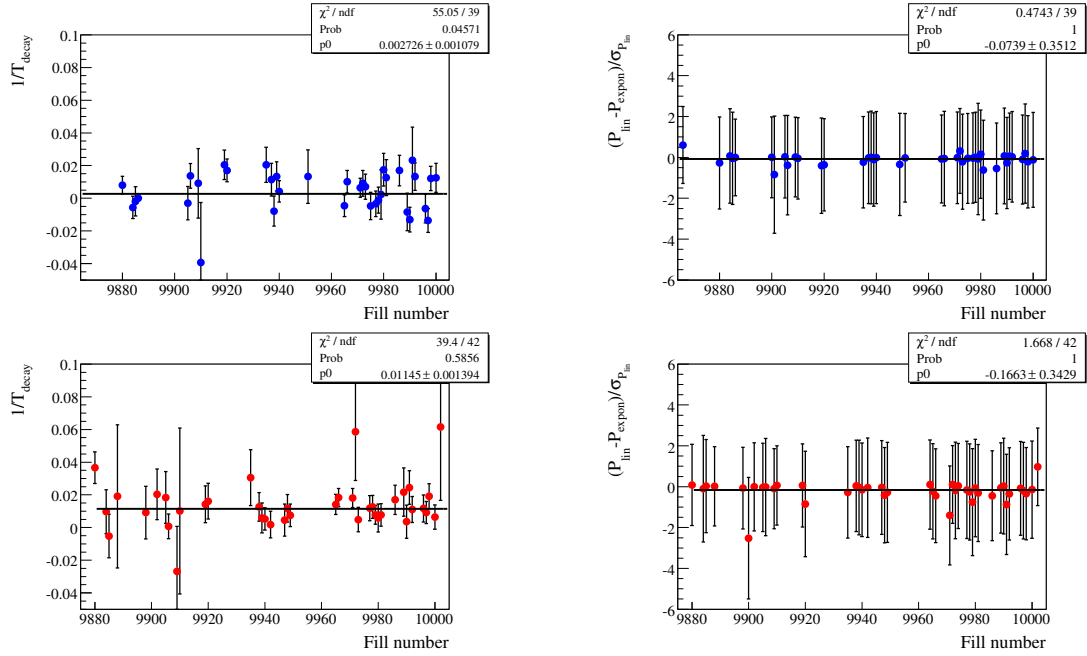 χ² / ndf 55.05 / 39
Prob 0.04571
p0 0.002726 ± 0.001079
1/T_decay
0.1
0.08
0.06
0.04
0.02
0
-0.02
-0.04
9880 9900 9920 9940 9960 9980 10000
Fill number
χ² / ndf 0.4743 / 39
Prob 1
p0 -0.0739 ± 0.3512
(P_lin-P_expon)/σ_P_lin
6
4
2
0
-2
-4
-6
9880 9900 9920 9940 9960 9980 10000
Fill number
χ² / ndf 39.4 / 42
Prob 0.5856
p0 0.01145 ± 0.001394
1/T_decay
0.1
0.08
0.06
0.04
0.02
0
-0.02
-0.04
9880 9900 9920 9940 9960 9980 10000
Fill number
χ² / ndf 1.668 / 42
Prob 1
p0 -0.1663 ± 0.3429
(P_lin-P_expon)/σ_P_lin
6
4
2
0
-2
-4
-6
9880 9900 9920 9940 9960 9980 10000
Fill number